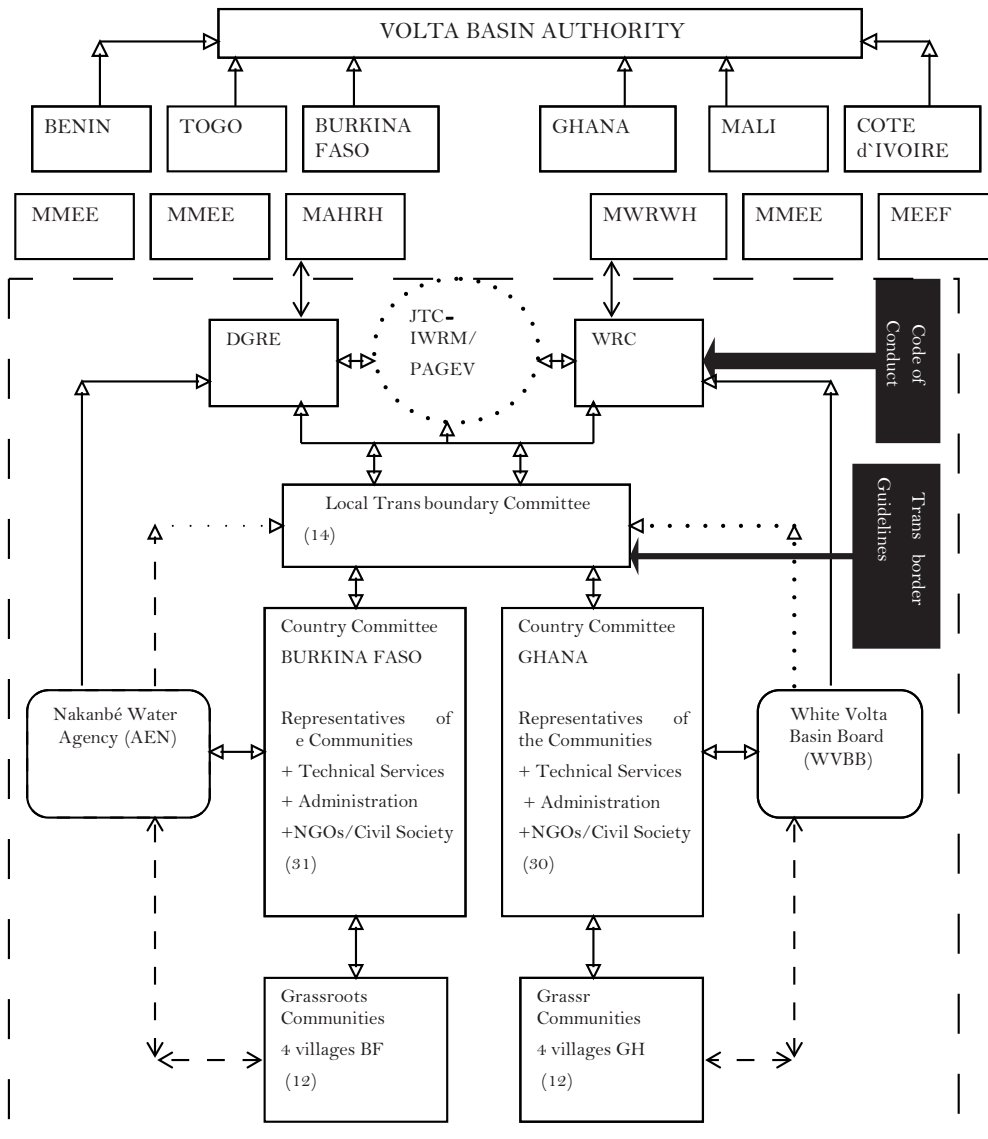 VOLTA BASIN AUTHORITY
BENIN
TOGO
BURKINA
FASO
GHANA
MALI
COTE
d`IVOIRE
MMEE
MMEE
MAHRH
MWRWH
MMEE
MEEF
DGRE
JTC-
IWRM/
PAGEV
WRC
Code of
Conduct
Local Trans boundary Committee
(14)
Trans border
Guidelines
Country Committee
BURKINA FASO
Representatives of
e Communities
+ Technical Services
+ Administration
+NGOs/Civil Society
(31)
Country Committee
GHANA
Representatives of
the Communities
+ Technical Services
+ Administration
+NGOs/Civil Society
(30)
Nakanbé Water
Agency (AEN)
White Volta
Basin Board
(WVBB)
Grassroots
Communities
4 villages BF
(12)
Grassr
Communities
4 villages GH
(12)